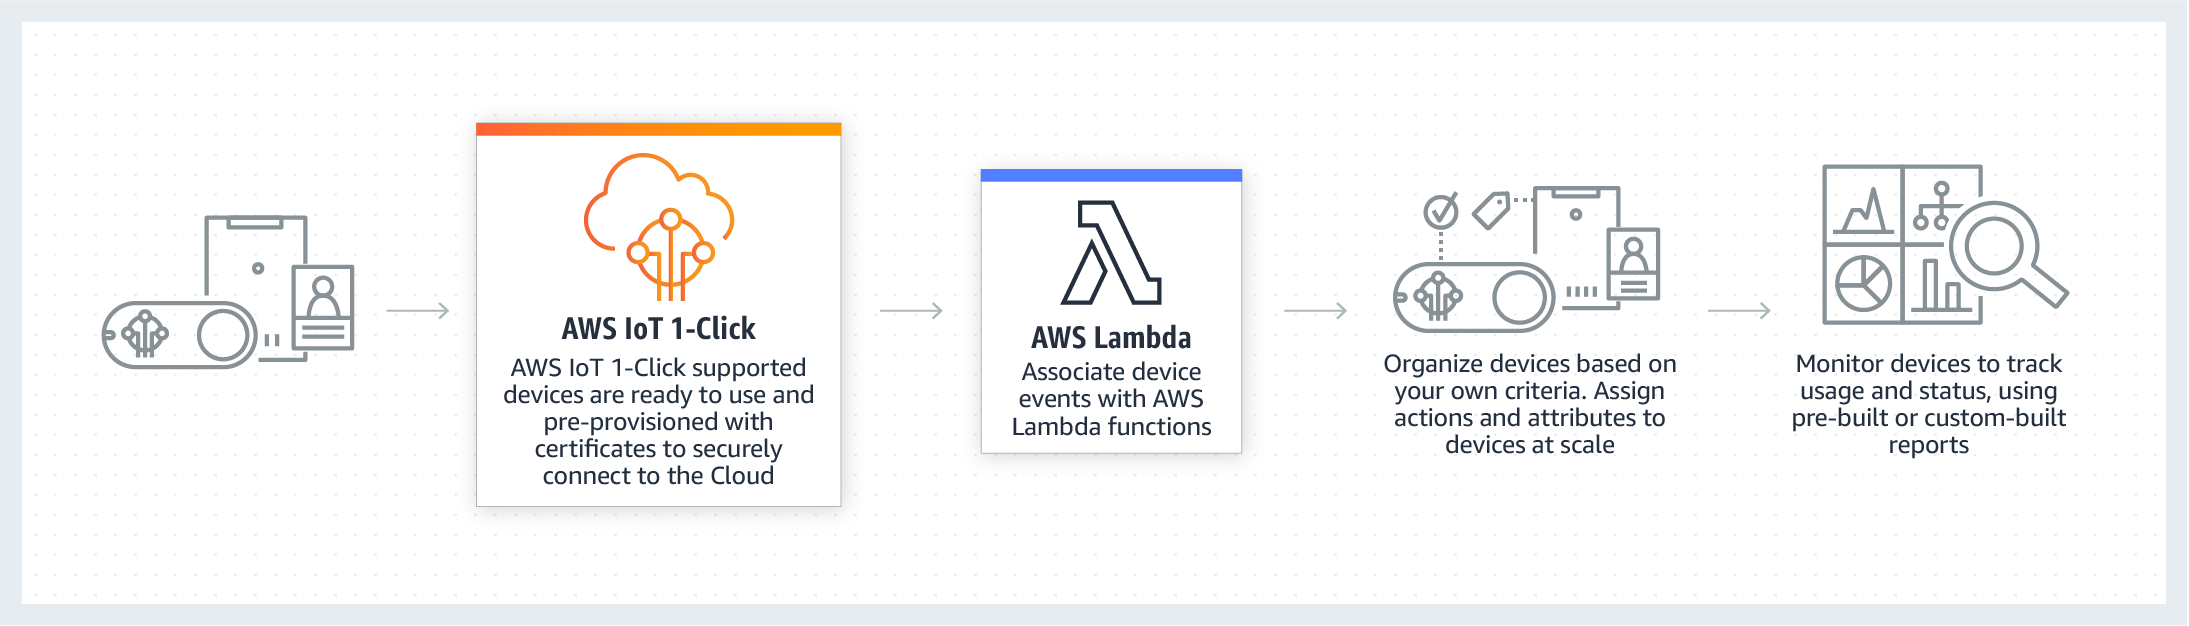 AWS IoT 1-Click
AWS IoT 1-Click supported
devices are ready to use and
pre-provisioned with
certificates to securely
connect to the Cloud
AWS Lambda
Associate device
events with AWS
Lambda functions
Organize devices based on
your own criteria. Assign
actions and attributes to
devices at scale
Monitor devices to track
usage and status, using
pre-built or custom-built
reports